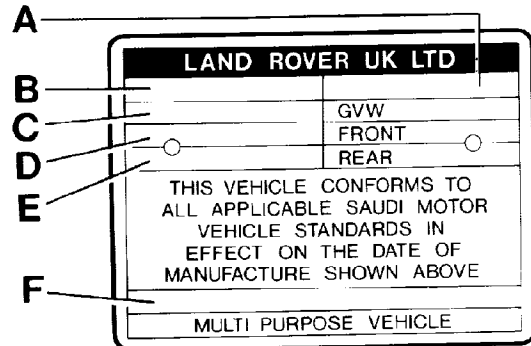 A
LAND ROVER UK LTD
B
C
GVW
D
FRONT
E
REAR
THIS VEHICLE CONFORMS TO
ALL APPLICABLE SAUDI MOTOR
VEHICLE STANDARDS IN
EFFECT ON THE DATE OF
MANUFACTURE SHOWN ABOVE
F
MULTI PURPOSE VEHICLE